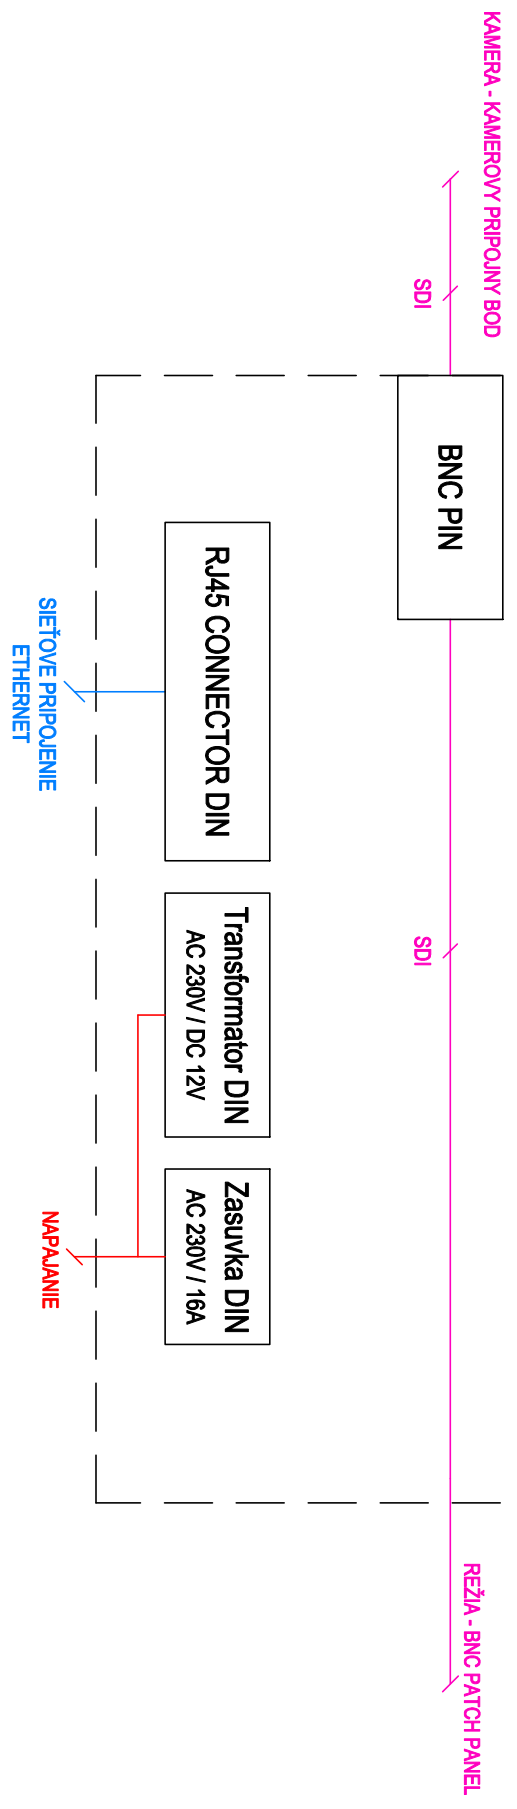 KAMERA - KAMEROVY PRIPOJNY BOD
SDI
BNC PIN
SDI
REŽIA - BNC PATCH PANEL
RJ45 CONNECTOR DIN
Transformator DIN
AC 230V / DC 12V
Zasuvka DIN
AC 230V / 16A
SIEŤOVE PRIPOJENIE
ETHERNET
NAPAJANIE